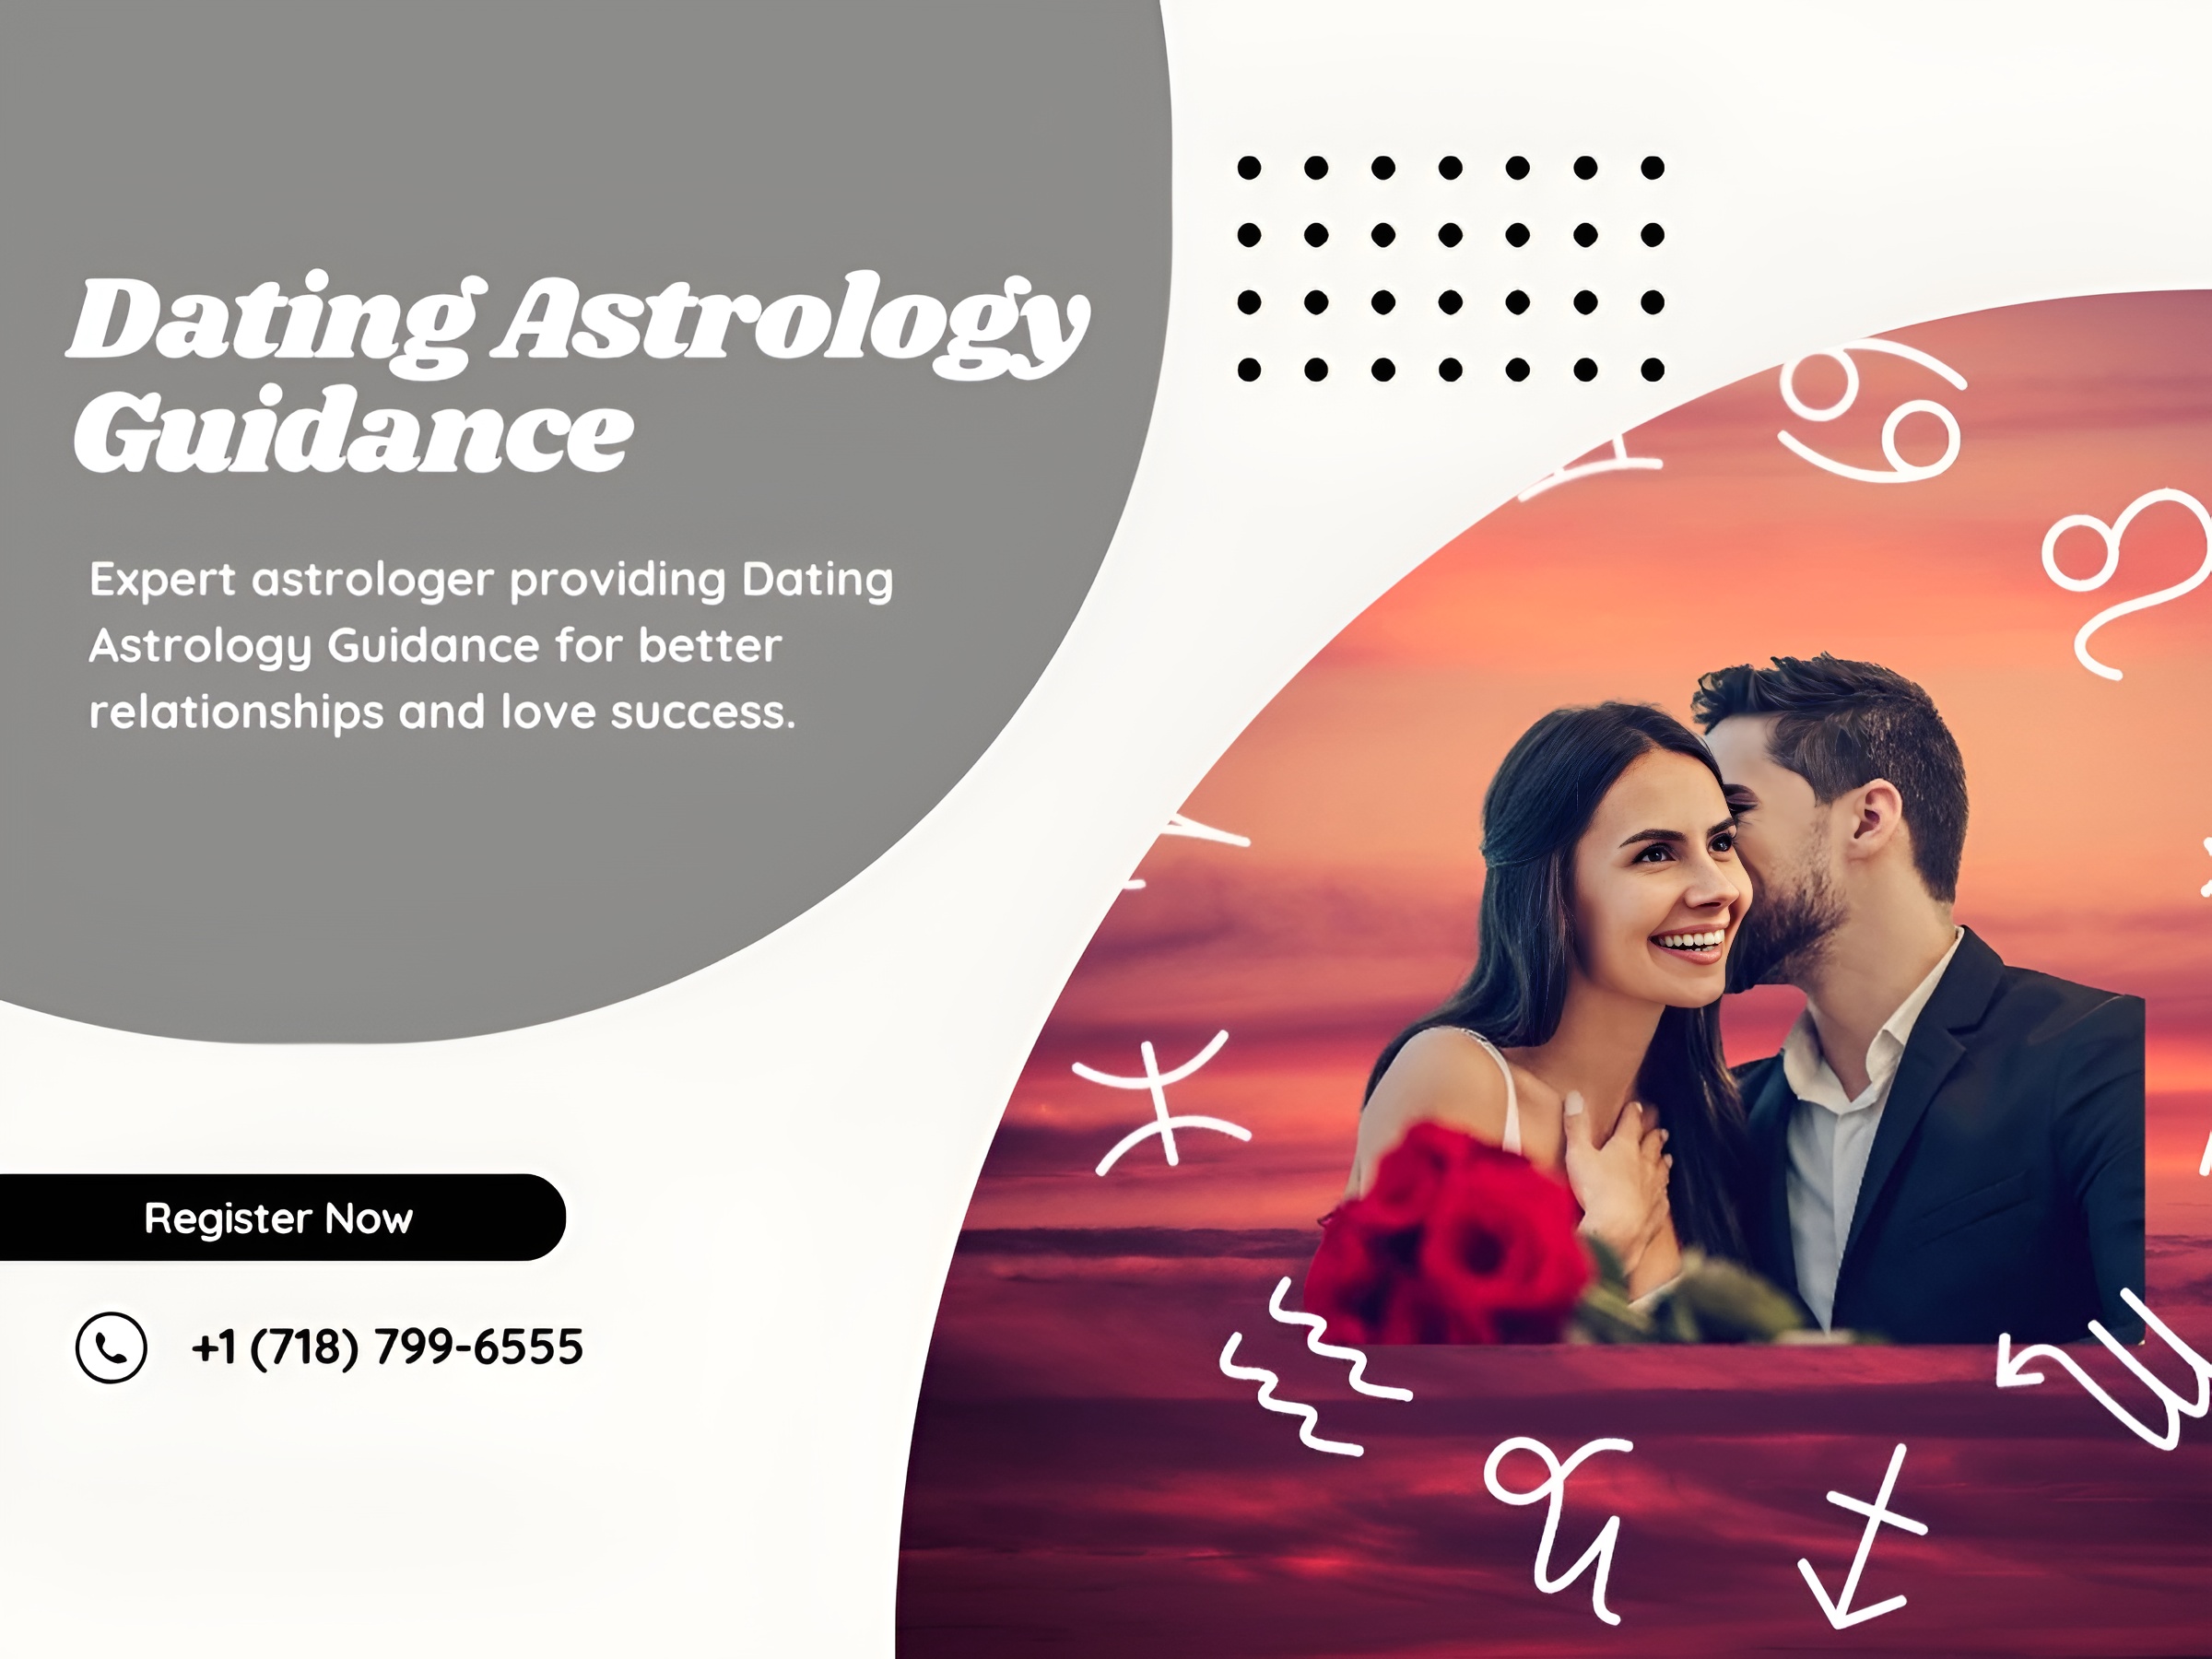 Dating Astrology
Guidance
Expert astrologer providing Dating
Astrology Guidance for better
relationships and love success.
Register Now
+1 (718) 799-6555